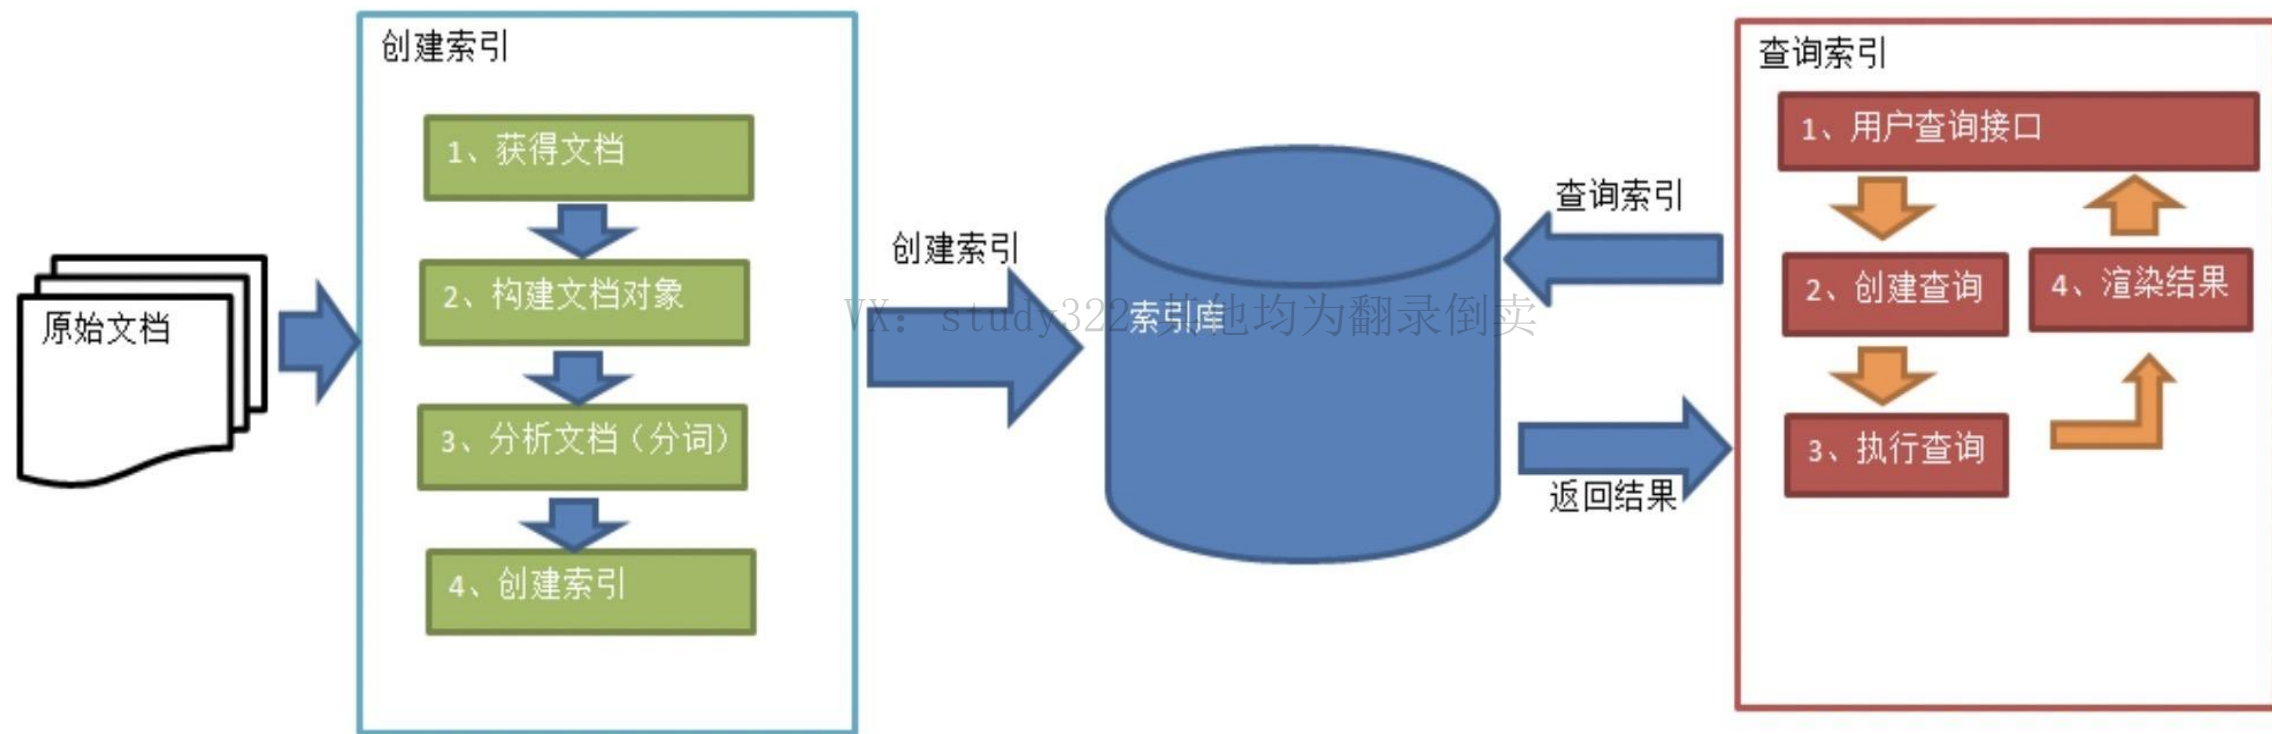 原始文档
创建索引
1、获得文档
2、构建文档对象
3、分析文档（分词）
4、创建索引
创建索引
索引库
VX: study322 其他均为翻录倒卖
查询索引
返回结果
查询索引
1、用户查询接口
2、创建查询
3、执行查询
4、渲染结果